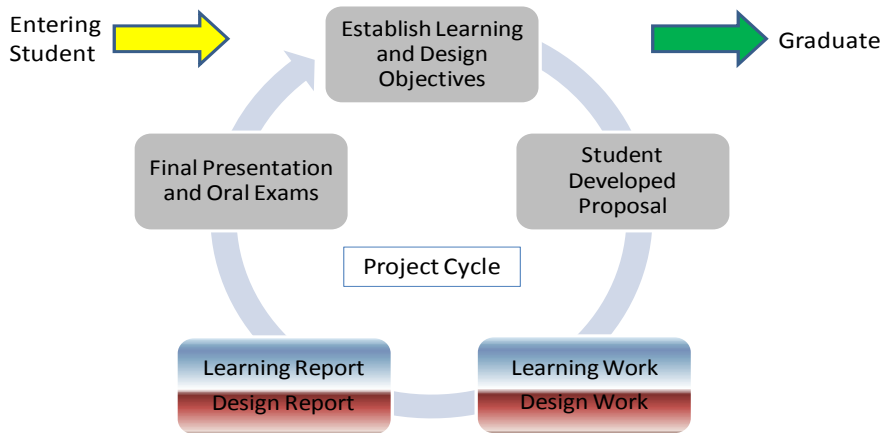 Entering
Student
Establish Learning
and Design
Objectives
Graduate
Final Presentation
and Oral Exams
Student
Developed
Proposal
Project Cycle
Learning Report
Design Report
Learning Work
Design Work